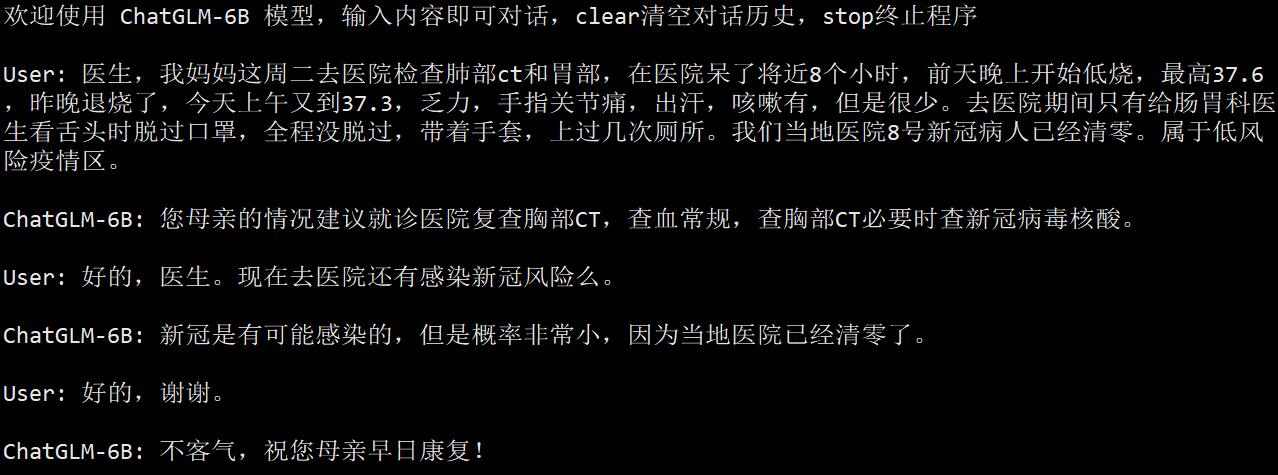 欢迎使用 ChatGLM-6B 模型，输入内容即可对话，clear清空对话历史，stop终止程序
User: 医生，我妈妈这周二去医院检查肺部ct和胃部，在医院呆了将近8个小时，前天晚上开始低烧，最高37.6
，昨晚退烧了，今天上午又到37.3，乏力，手指关节痛，出汗，咳嗽有，但是很少。去医院期间只有给肠胃科医
生看舌头时脱过口罩，全程没脱过，带着手套，上过几次厕所。我们当地医院8号新冠病人已经清零。属于低风
险疫情区。
ChatGLM-6B: 您母亲的情况建议就诊医院复查胸部CT，查血常规，查胸部CT必要时查新冠病毒核酸。
User: 好的，医生。现在去医院还有感染新冠风险么。
ChatGLM-6B: 新冠是有可能感染的，但是概率非常小，因为当地医院已经清零了。
User: 好的，谢谢。
ChatGLM-6B: 不客气，祝您母亲早日康复！